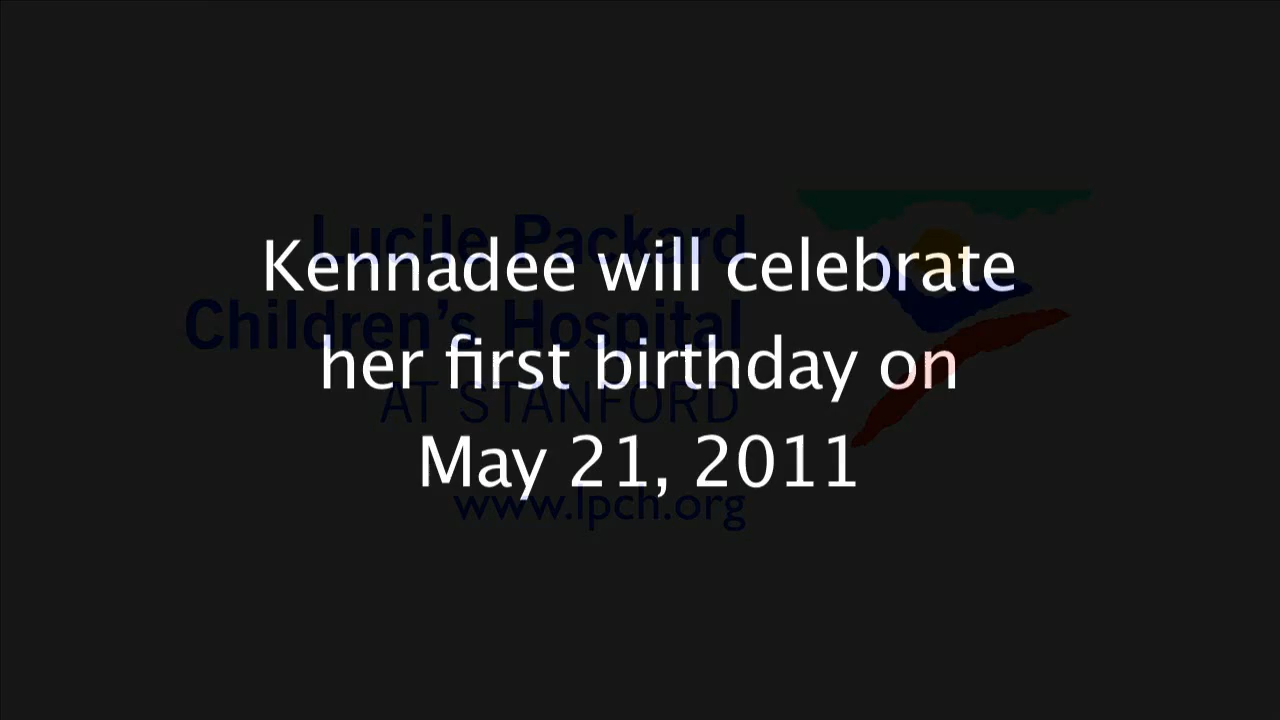 Kennadee will celebrate
her first birthday on
May 21, 2011
Lucile Packard
Children's Hospital
AT STANFORD
www.lpch.org